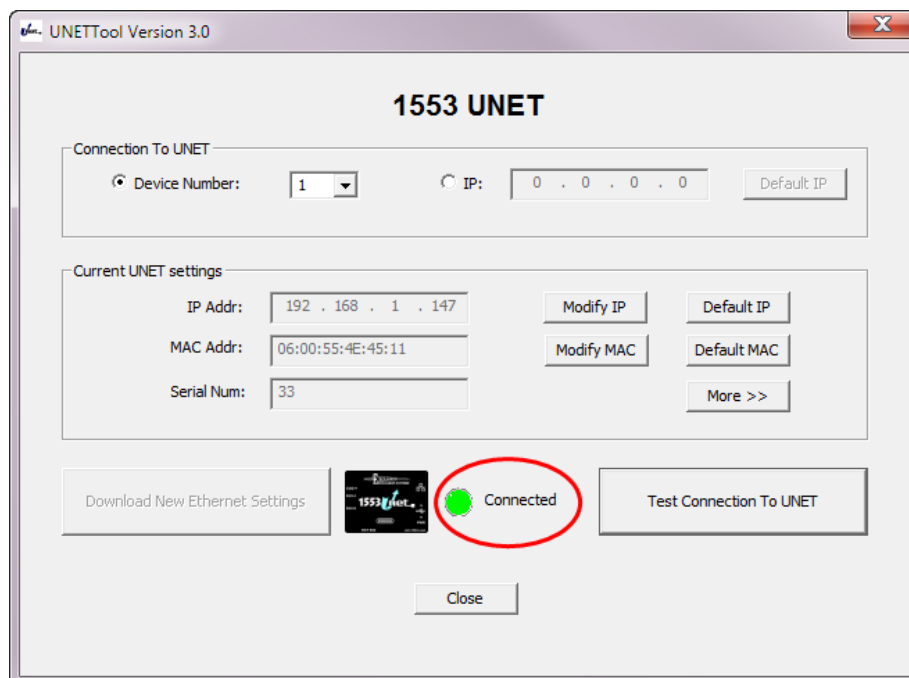 UNETTool Version 3.0
1553 UNET
Connection To UNET
Device Number: 1 IP: 0 . 0 . 0 . 0 Default IP
Current UNET settings
IP Addr: 192 . 168 . 1 . 147 Modify IP Default IP
MAC Addr: 06:00:55:4E:45:11 Modify MAC Default MAC
Serial Num: 33 More >>
Download New Ethernet Settings 1553 Unet Connected Test Connection To UNET
Close